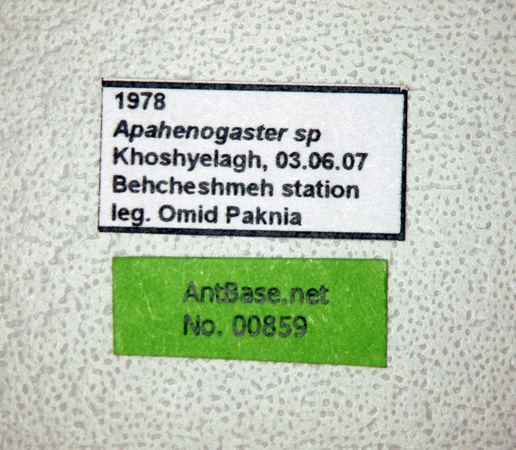 1978
Apahenogaster sp
Khoshyelagh, 03.06.07
Behcheshmeh station
leg. Omid Paknia
AntBase.net
No. 00859